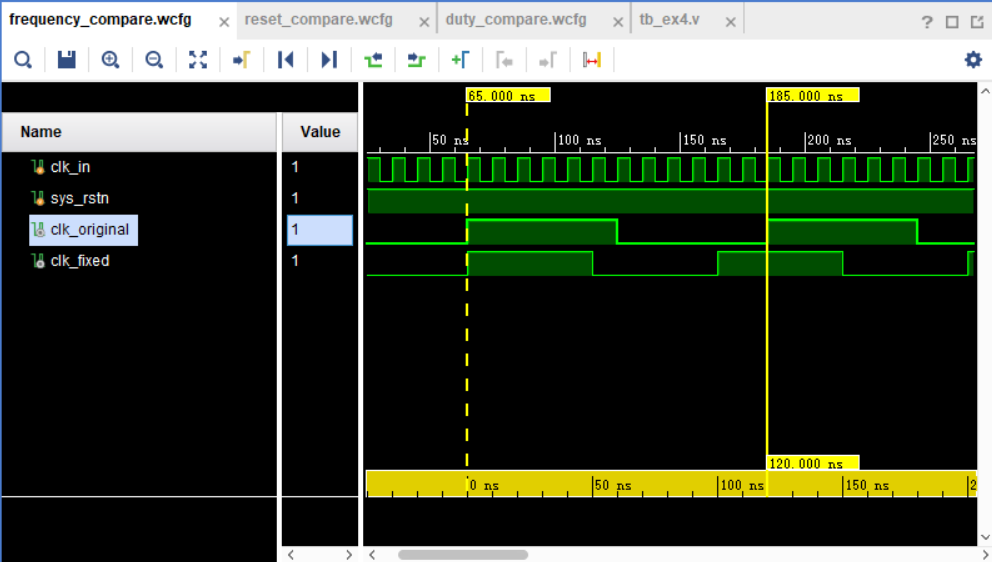 frequency_compare.wcfg × reset_compare.wcfg × duty_compare.wcfg × tb_ex4.v × ?
65.000 ns 185.000 ns
Name Value
50 ns 100 ns 150 ns 200 ns 250 ns
clk_in 1
sys_rstn 1
clk_original 1
clk_fixed 1
120.000 ns
0 ns 50 ns 100 ns 150 ns 2